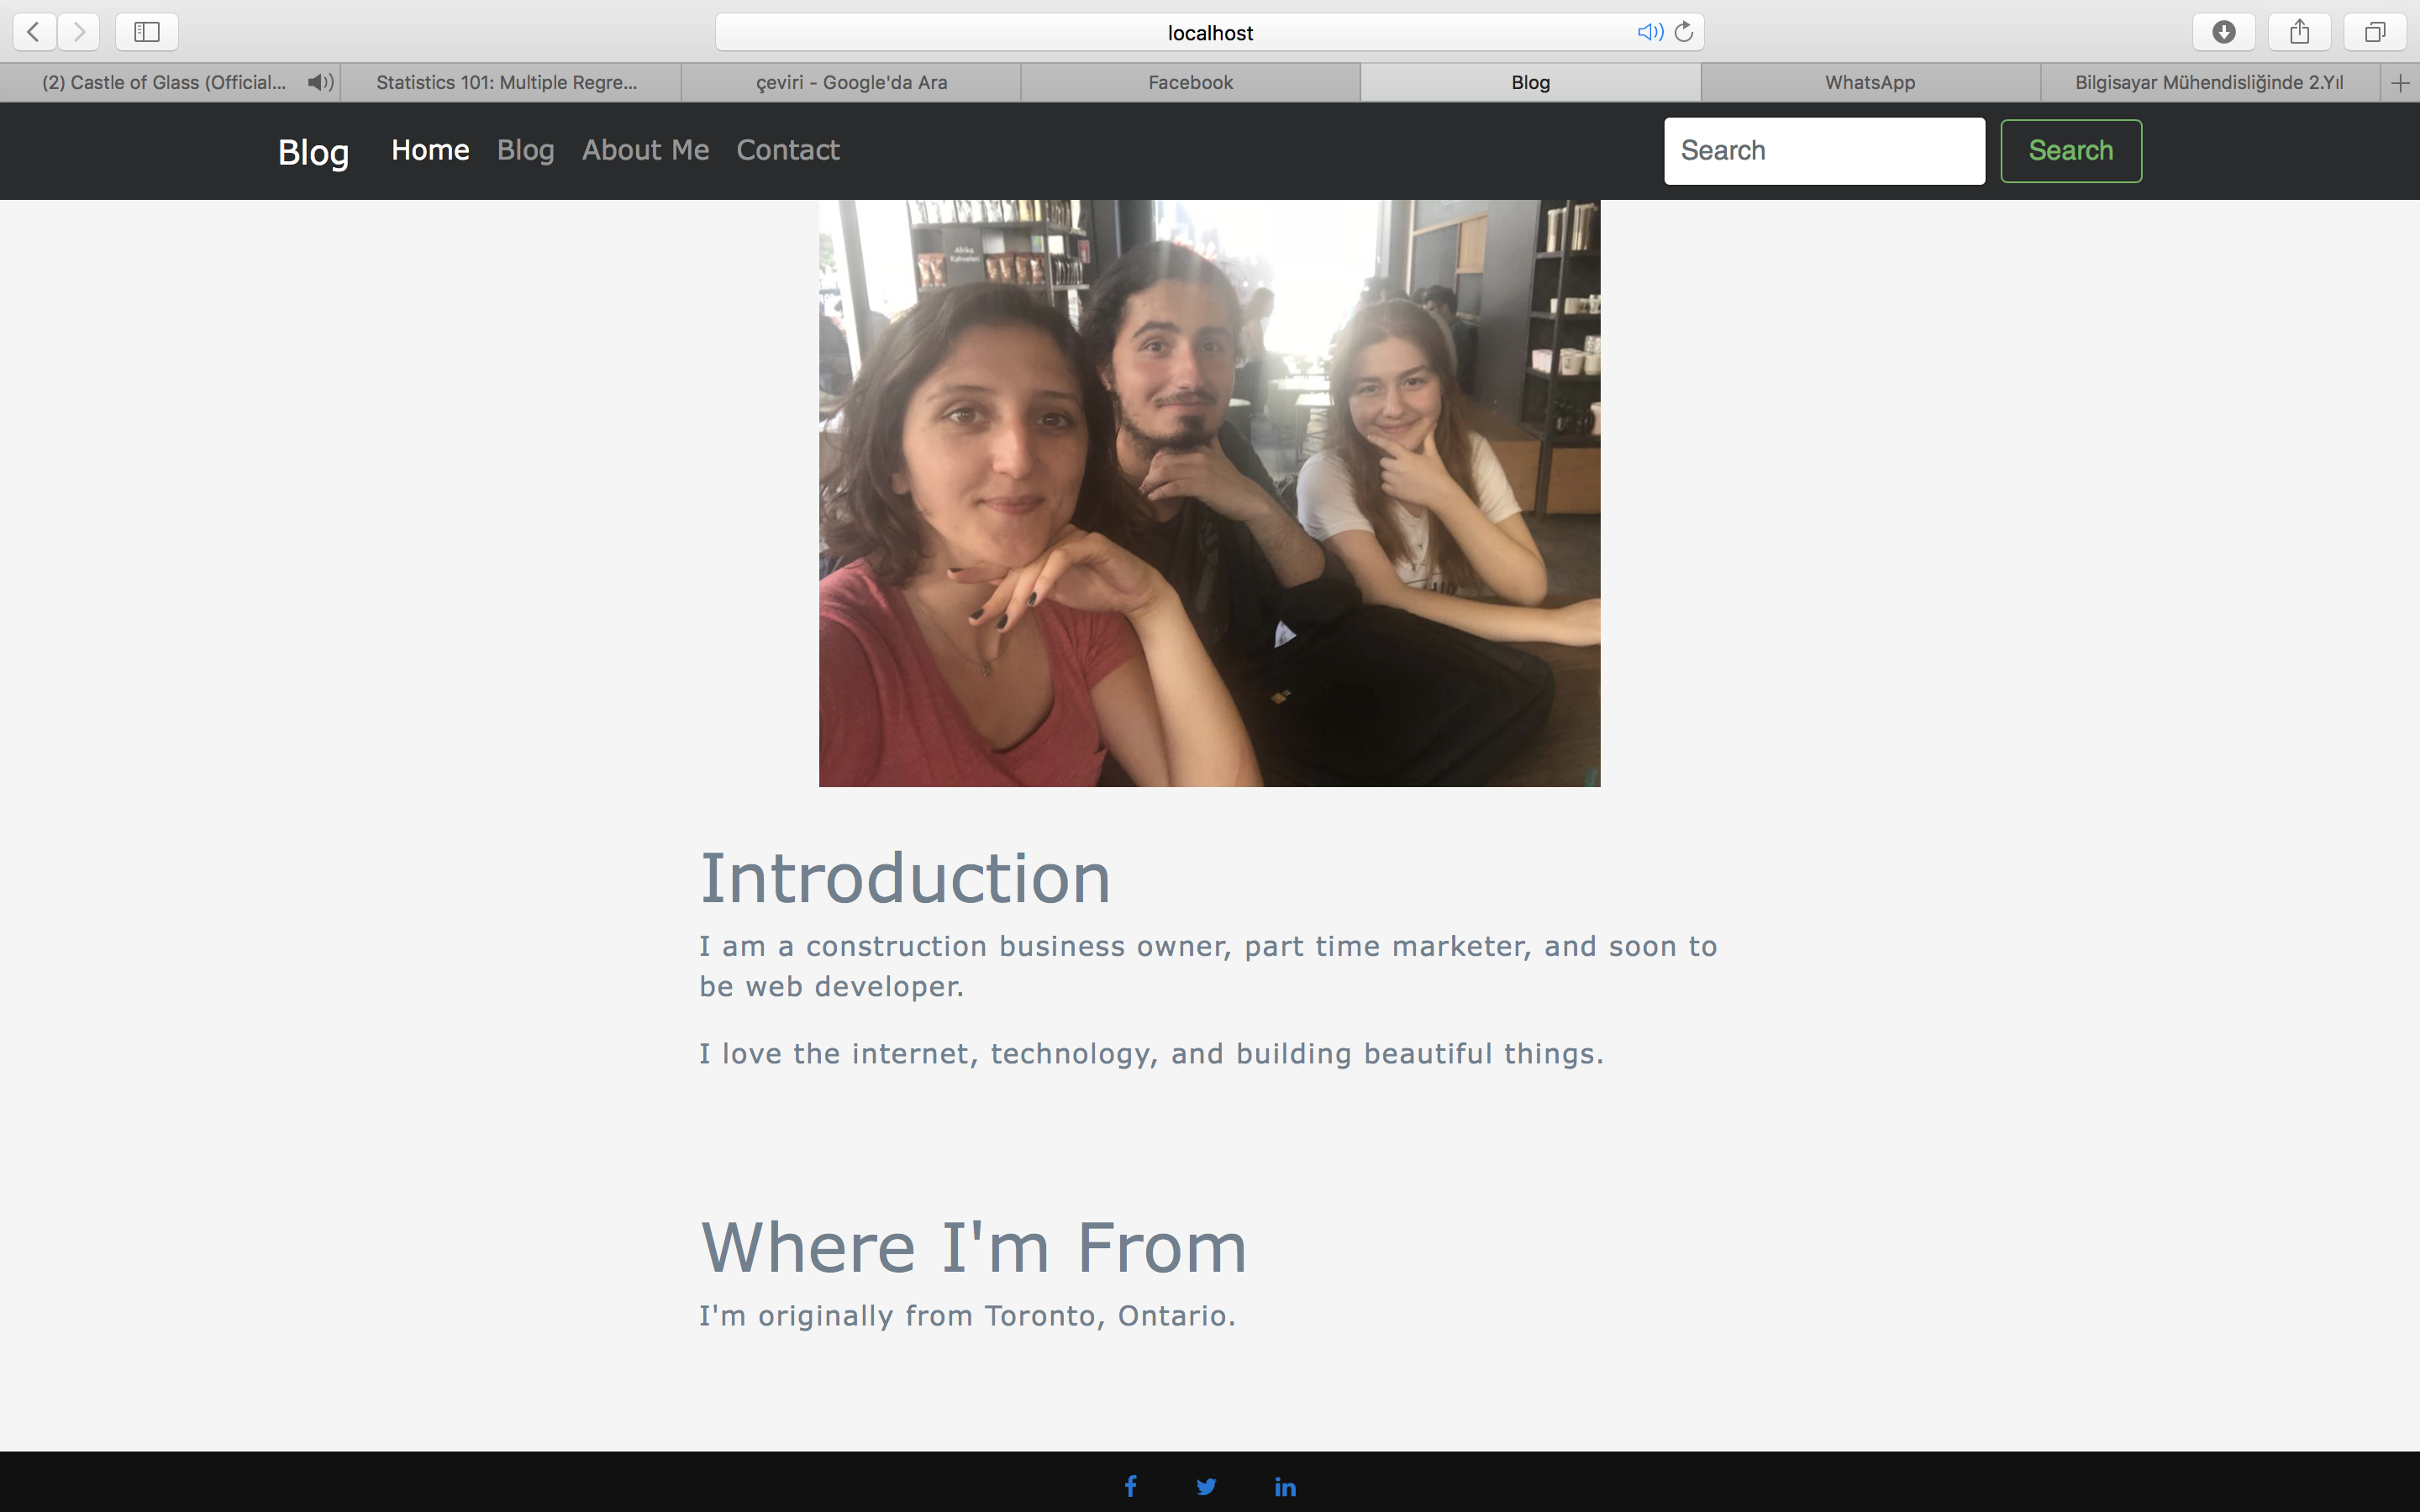 localhost
(2) Castle of Glass (Official...
Statistics 101: Multiple Regre...
çeviri - Google'da Ara
Facebook
Blog
WhatsApp
Bilgisayar Mühendisliğinde 2.Yıl
Blog Home Blog About Me Contact
Search
Search
Afrika
Kahveleri
Introduction
I am a construction business owner, part time marketer, and soon to
be web developer.
I love the internet, technology, and building beautiful things.
Where I'm From
I'm originally from Toronto, Ontario.